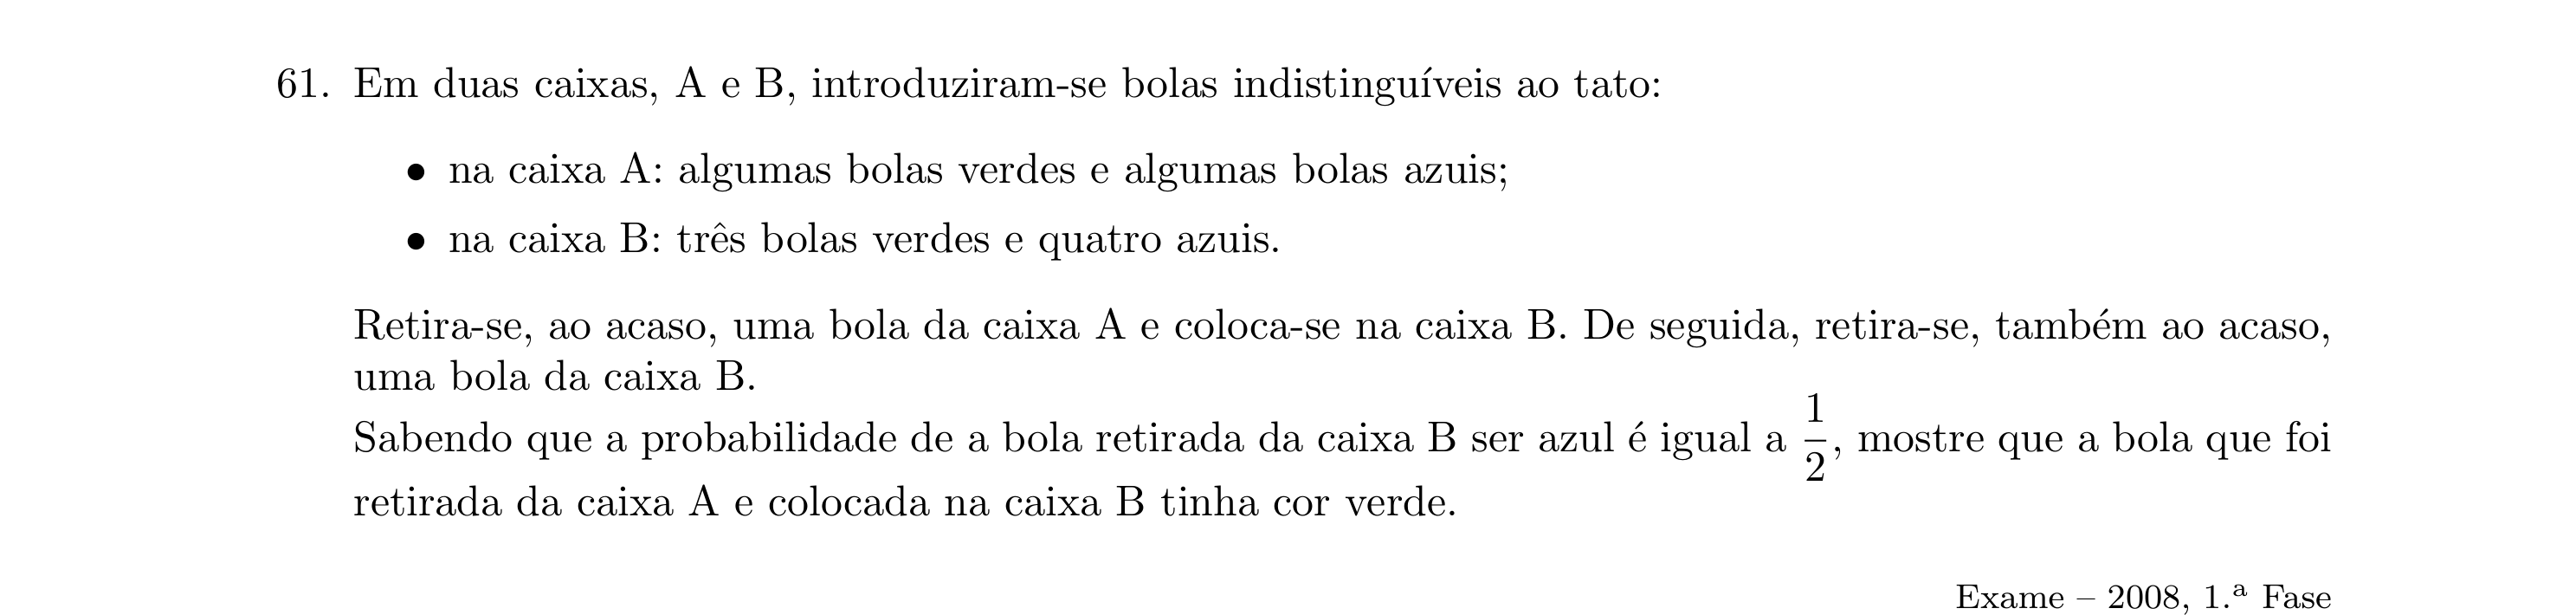 61. Em duas caixas, A e B, introduziram-se bolas indistinguíveis ao tato:
• na caixa A: algumas bolas verdes e algumas bolas azuis;
• na caixa B: três bolas verdes e quatro azuis.
Retira-se, ao acaso, uma bola da caixa A e coloca-se na caixa B. De seguida, retira-se, também ao acaso,
uma bola da caixa B.
Sabendo que a probabilidade de a bola retirada da caixa B ser azul é igual a 1/2, mostre que a bola que foi
retirada da caixa A e colocada na caixa B tinha cor verde.
Exame – 2008, 1.ª Fase